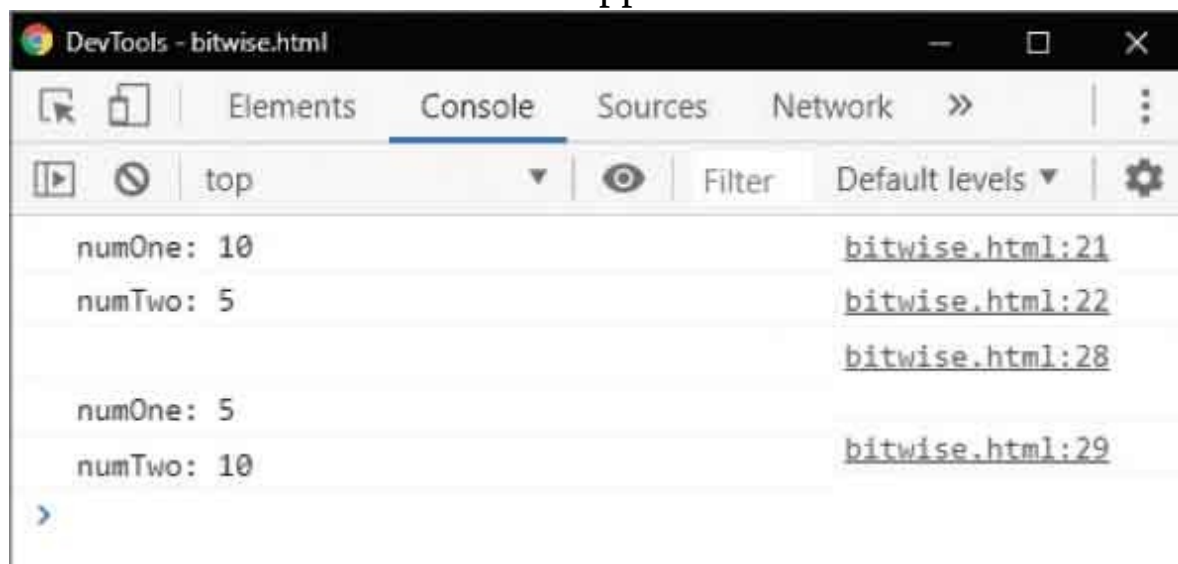 pp
DevTools - bitwise.html
Elements Console Sources Network »
top Filter Default levels
numOne: 10 bitwise.html:21
numTwo: 5 bitwise.html:22
bitwise.html:28
numOne: 5
numTwo: 10 bitwise.html:29
>